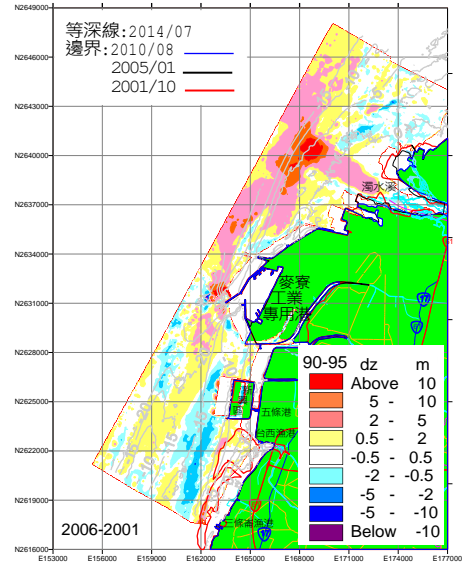 等深線:2014/07
邊界:2010/08
2005/01
2001/10
N2649000
N2646000
N2643000
N2640000
N2637000
N2634000
N2631000
N2628000
N2625000
N2622000
N2619000
N2616000
濁水溪
麥寮
工業
專用港
五條港
台西漁港
三條崙漁港
17
90-95 dz m
Above 10
5 - 10
2 - 5
0.5 - 2
-0.5 - 0.5
-2 - -0.5
-5 - -2
-5 - -10
Below -10
2006-2001
E153000
E156000
E159000
E162000
E165000
E168000
E171000
E174000
E177000